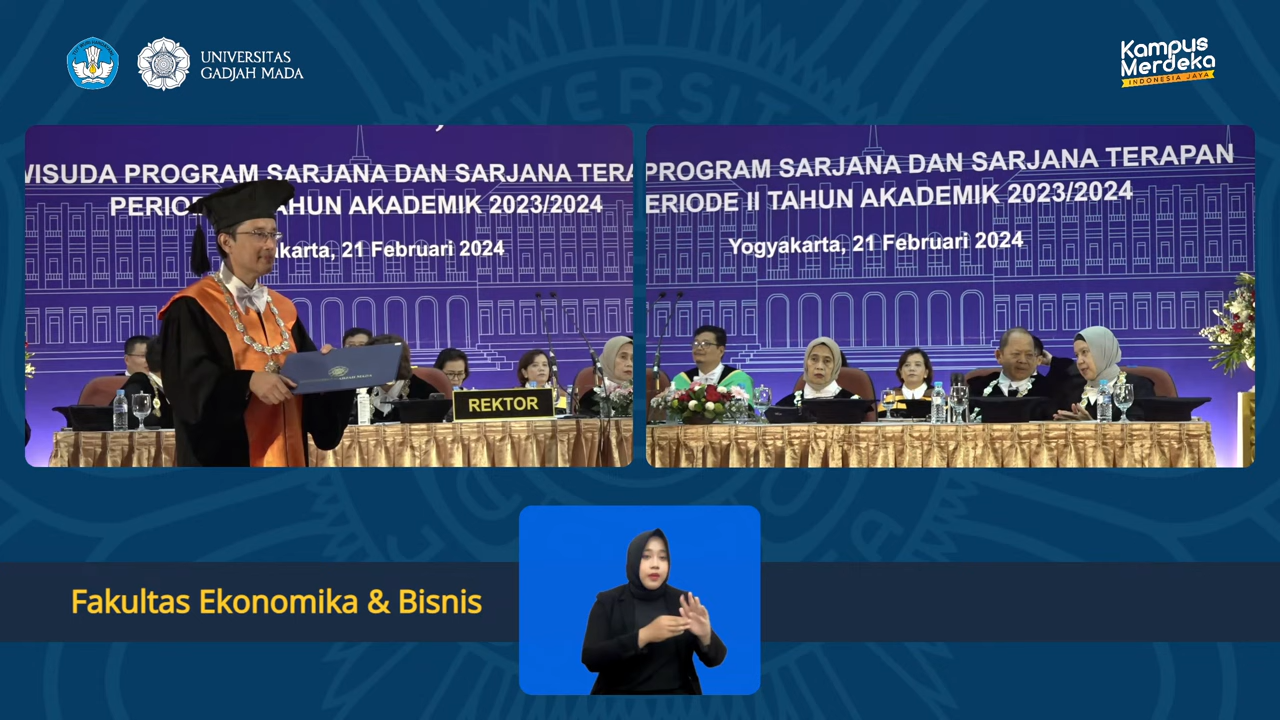 UNIVERSITAS
GADJAH MADA
Kampus
Merdeka
INDONESIA JAYA
WISUDA PROGRAM SARJANA DAN SARJANA TERA
PERIO TAHUN AKADEMIK 2023/2024
akarta, 21 Februari 2024
REKTOR
PROGRAM SARJANA DAN SARJANA TERAPAN
ERIODE II TAHUN AKADEMIK 2023/2024
Yogyakarta, 21 Februari 2024
Fakultas Ekonomika & Bisnis